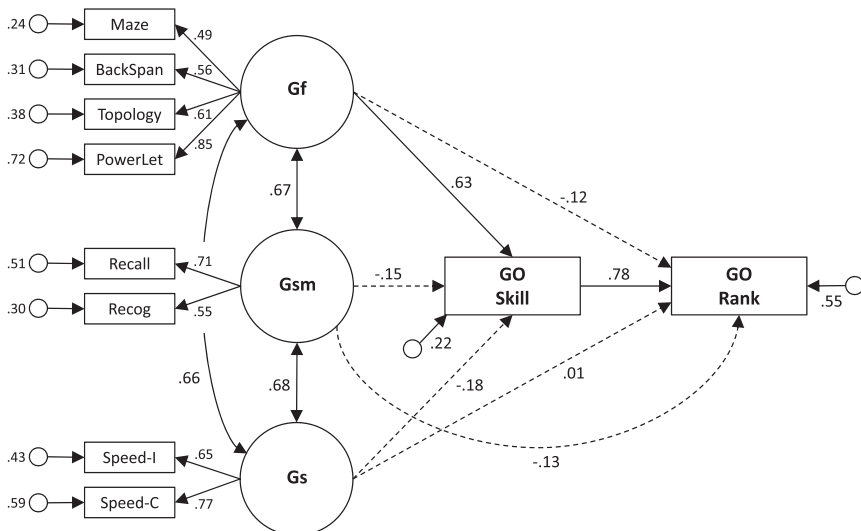 .24
Maze
.49
.31
BackSpan
.56
Gf
.38
Topology
.61
.72
PowerLet
.85
.67
.63
-.12
.51
Recall
.71
.30
Recog
.55
Gsm
-.15
GO
Skill
.78
GO
Rank
.55
.22
.66
.68
-.18
.01
-.13
.43
Speed-I
.65
Gs
.59
Speed-C
.77